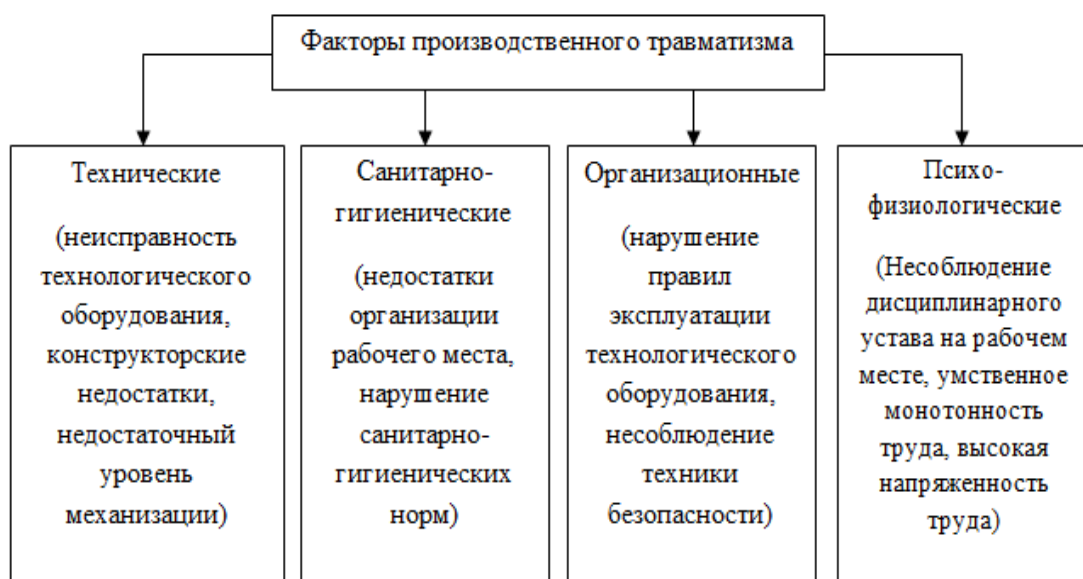 Факторы производственного травматизма
Технические
(неисправность
технологического
оборудования,
конструкторские
недостатки,
недостаточный
уровень
механизации)
Санитарно-
гигиенические
(недостатки
организации
рабочего места,
нарушение
санитарно-
гигиенических
норм)
Организационные
(нарушение
правил
эксплуатации
технологического
оборудования,
несоблюдение
техники
безопасности)
Психо-
физиологические
(Несоблюдение
дисциплинарного
устава на рабочем
месте, умственное
монотонность
труда, высокая
напряженность
труда)